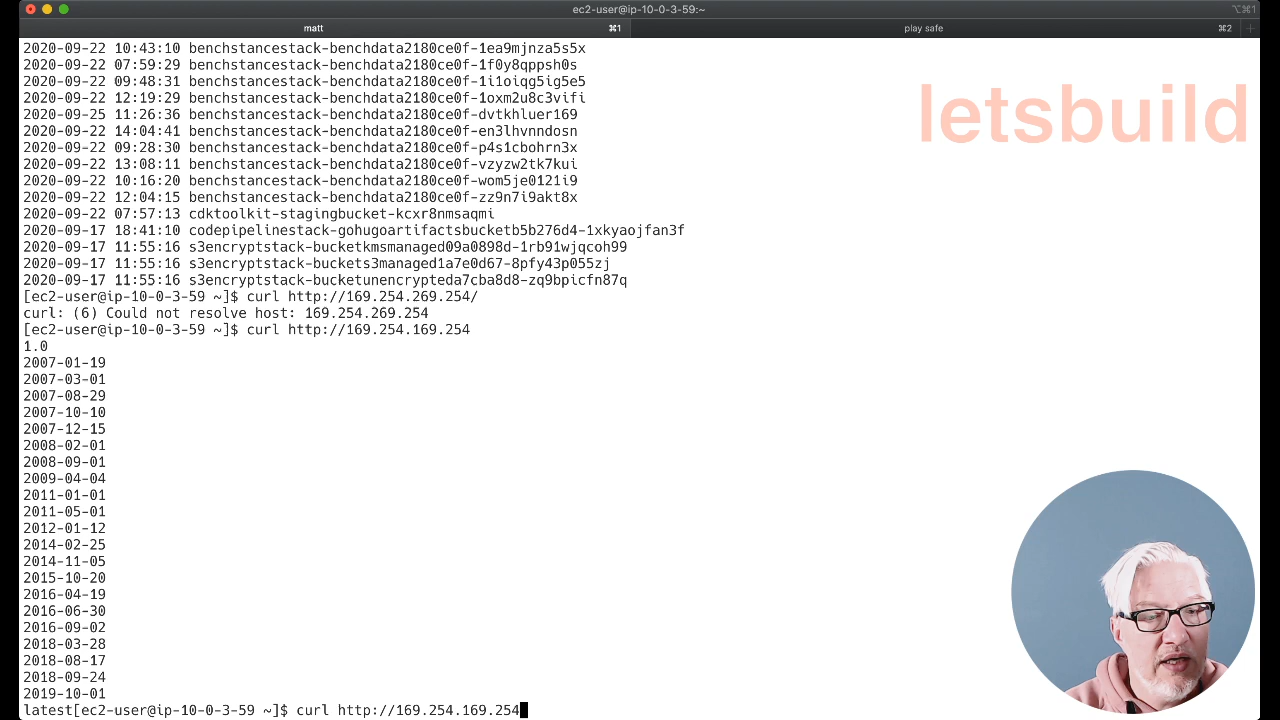 ec2-user@ip-10-0-3-59:~
⌥⌘1
matt ⌘1 play safe ⌘2 +
2020-09-22 10:43:10 benchstancestack-benchdata2180ce0f-1ea9mjnza5s5x
2020-09-22 07:59:29 benchstancestack-benchdata2180ce0f-1f0y8qppsh0s
2020-09-22 09:48:31 benchstancestack-benchdata2180ce0f-1i1oiqg5ig5e5
2020-09-22 12:19:29 benchstancestack-benchdata2180ce0f-1oxm2u8c3vifi
2020-09-25 11:26:36 benchstancestack-benchdata2180ce0f-dvtkhluer169
2020-09-22 14:04:41 benchstancestack-benchdata2180ce0f-en3lhvnndosn
2020-09-22 09:28:30 benchstancestack-benchdata2180ce0f-p4s1cbohrn3x
2020-09-22 13:08:11 benchstancestack-benchdata2180ce0f-vzyzw2tk7kui
2020-09-22 10:16:20 benchstancestack-benchdata2180ce0f-wom5je0121i9
2020-09-22 12:04:15 benchstancestack-benchdata2180ce0f-zz9n7i9akt8x
2020-09-22 07:57:13 cdktoolkit-stagingbucket-kcxr8nmsaqmi
2020-09-17 18:41:10 codepipelinestack-gohugoartifactsbucketb5b276d4-1xkyaojfan3f
2020-09-17 11:55:16 s3encryptstack-bucketkmsmanaged09a0898d-1rb91wjqcoh99
2020-09-17 11:55:16 s3encryptstack-buckets3managed1a7e0d67-8pfy43p055zj
2020-09-17 11:55:16 s3encryptstack-bucketunencrypteda7cba8d8-zq9bpicfn87q
[ec2-user@ip-10-0-3-59 ~]$ curl http://169.254.269.254/
curl: (6) Could not resolve host: 169.254.269.254
[ec2-user@ip-10-0-3-59 ~]$ curl http://169.254.169.254
1.0
2007-01-19
2007-03-01
2007-08-29
2007-10-10
2007-12-15
2008-02-01
2008-09-01
2009-04-04
2011-01-01
2011-05-01
2012-01-12
2014-02-25
2014-11-05
2015-10-20
2016-04-19
2016-06-30
2016-09-02
2018-03-28
2018-08-17
2018-09-24
2019-10-01
latest[ec2-user@ip-10-0-3-59 ~]$ curl http://169.254.169.254
letsbuild